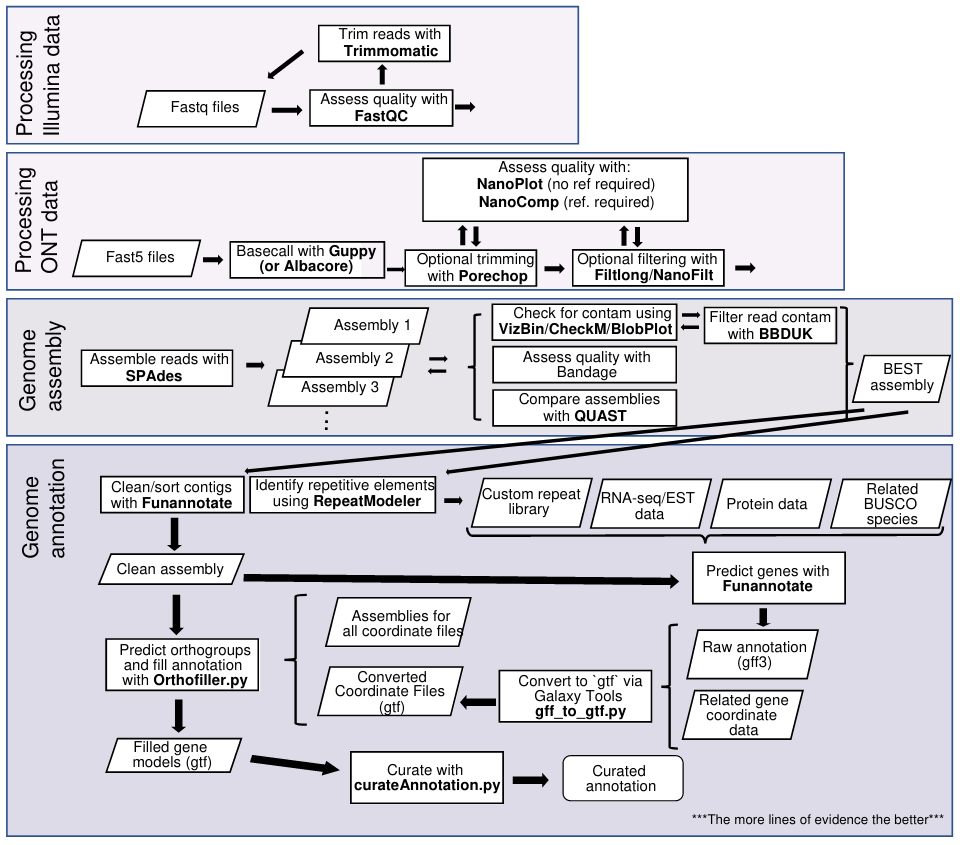 Processing
Illumina data
Trim reads with
Trimmomatic
Fastq files
Assess quality with
FastQC
Processing
ONT data
Assess quality with:
NanoPlot (no ref required)
NanoComp (ref. required)
Fast5 files
Basecall with Guppy
(or Albacore)
Optional trimming
with Porechop
Optional filtering with
Filtlong/NanoFilt
Genome
assembly
Assemble reads with
SPAdes
Assembly 1
Assembly 2
Assembly 3
⋮
Check for contam using
VizBin/CheckM/BlobPlot
Filter read contam
with BBDUK
Assess quality with
Bandage
Compare assemblies
with QUAST
BEST
assembly
Genome
annotation
Clean/sort contigs
with Funannotate
Identify repetitive elements
using RepeatModeler
Custom repeat
library
RNA-seq/EST
data
Protein data
Related
BUSCO
species
Clean assembly
Predict genes with
Funannotate
Assemblies for
all coordinate files
Predict orthogroups
and fill annotation
with Orthofiller.py
Converted
Coordinate Files
(gtf)
Convert to `gtf` via
Galaxy Tools
gff_to_gtf.py
Raw annotation
(gff3)
Related gene
coordinate
data
Filled gene
models (gtf)
Curate with
curateAnnotation.py
Curated
annotation
***The more lines of evidence the better***